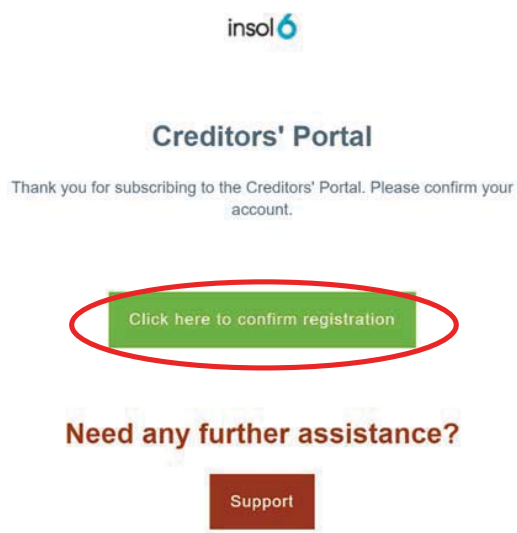 insol6
Creditors' Portal
Thank you for subscribing to the Creditors' Portal. Please confirm your
account.
Click here to confirm registration
Need any further assistance?
Support